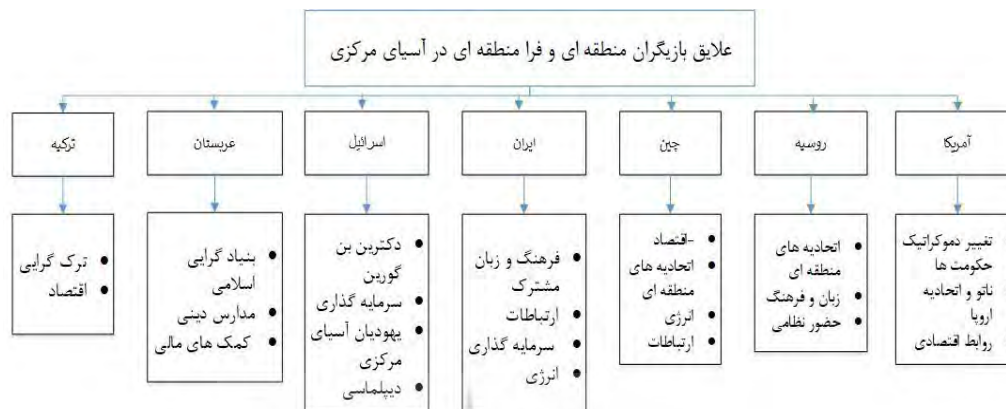 علایق بازیگران منطقه ای و فرا منطقه ای در آسیای مرکزی
آمریکا
روسیه
چین
ایران
اسرائیل
عربستان
ترکیه
تغییر دموکراتیک
حکومت ها
ناتو و اتحادیه
اروپا
روابط اقتصادی
اتحادیه های
منطقه ای
زبان و فرهنگ
حضور نظامی
-اقتصاد
اتحادیه های
منطقه ای
انرژی
ارتباطات
فرهنگ و زبان
مشترک
ارتباطات
سرمایه گذاری
انرژی
دکترین بن
گورین
سرمایه گذاری
یهودیان آسیای
مرکزی
دیپلماسی
بنیاد گرایی
اسلامی
مدارس دینی
کمک های مالی
ترک گرایی
اقتصاد